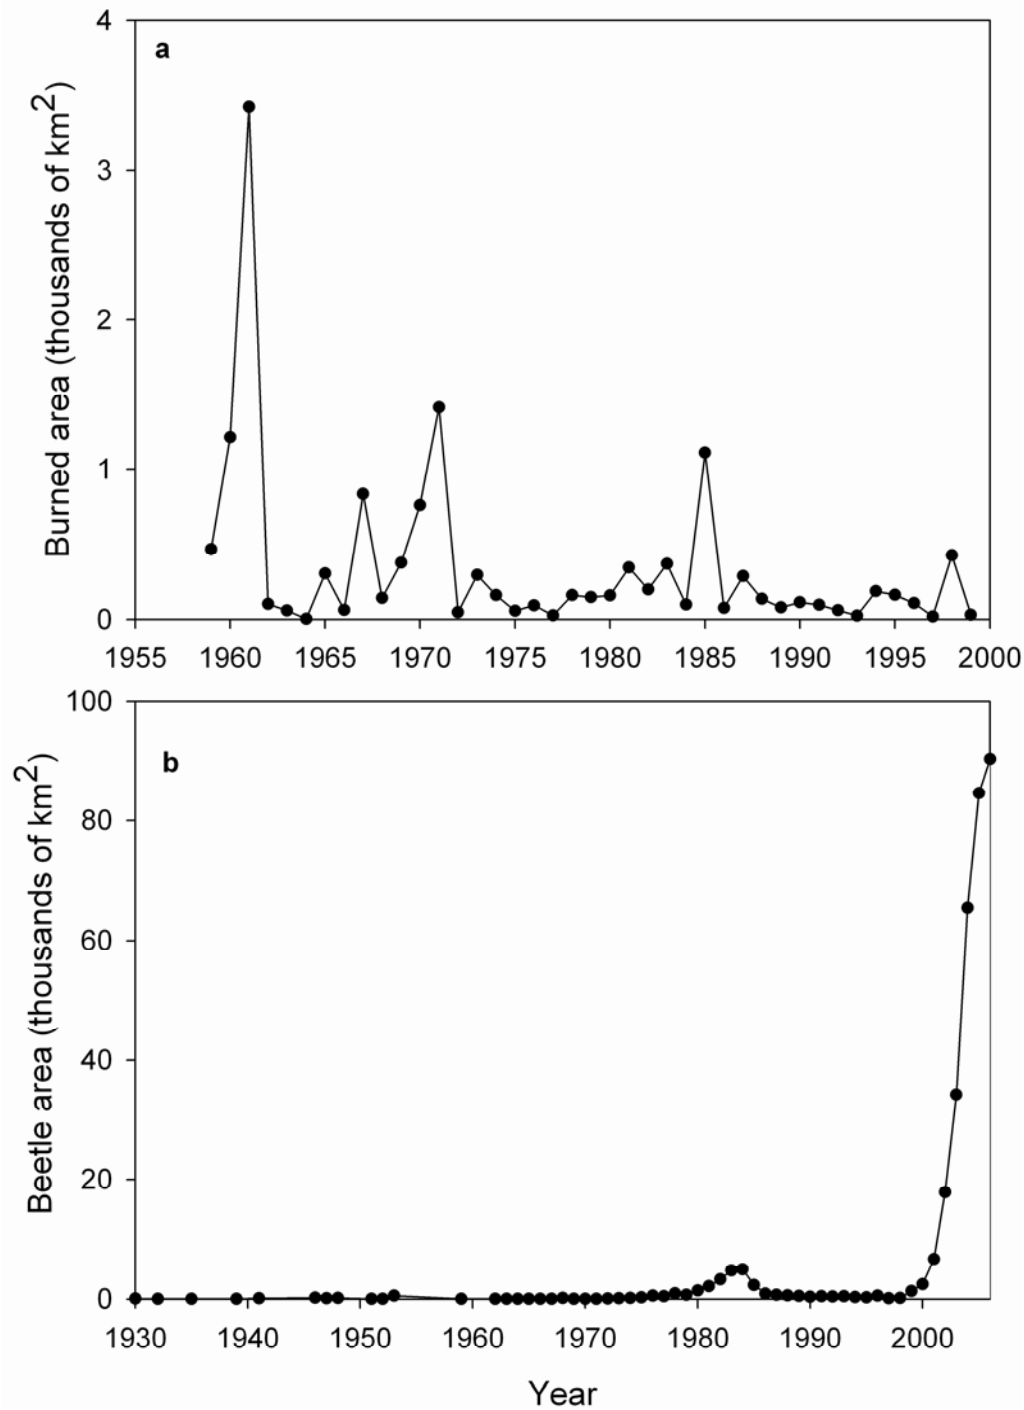 a
Burned area (thousands of km2)
4
3
2
1
0
1955 1960 1965 1970 1975 1980 1985 1990 1995 2000
b
Beetle area (thousands of km2)
100
80
60
40
20
0
1930 1940 1950 1960 1970 1980 1990 2000
Year